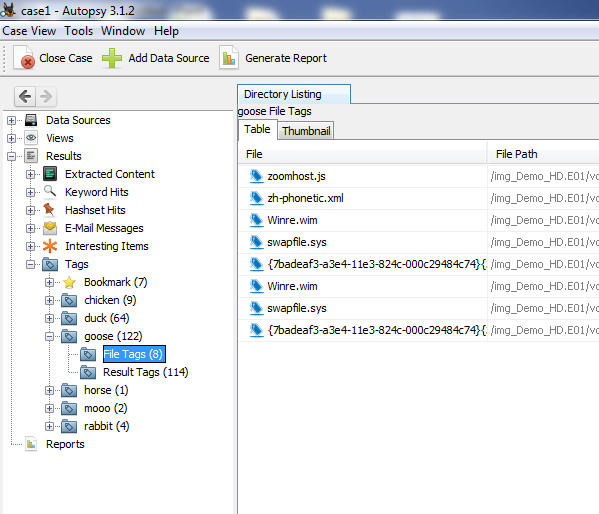 case1 - Autopsy 3.1.2
Case View Tools Window Help
Close Case Add Data Source Generate Report
Directory Listing
goose File Tags
Table Thumbnail
File File Path
zoomhost.js /img_Demo_HD.E01/vo
zh-phonetic.xml /img_Demo_HD.E01/vo
Winre.wim /img_Demo_HD.E01/vo
swapfile.sys /img_Demo_HD.E01/vo
{7badeaf3-a3e4-11e3-824c-000c29484c74}{ /img_Demo_HD.E01/vo
Winre.wim /img_Demo_HD.E01/vo
swapfile.sys /img_Demo_HD.E01/vo
{7badeaf3-a3e4-11e3-824c-000c29484c74}{ /img_Demo_HD.E01/vo
Data Sources
Views
Results
Extracted Content
Keyword Hits
Hashset Hits
E-Mail Messages
Interesting Items
Tags
Bookmark (7)
chicken (9)
duck (64)
goose (122)
File Tags (8)
Result Tags (114)
horse (1)
mooo (2)
rabbit (4)
Reports